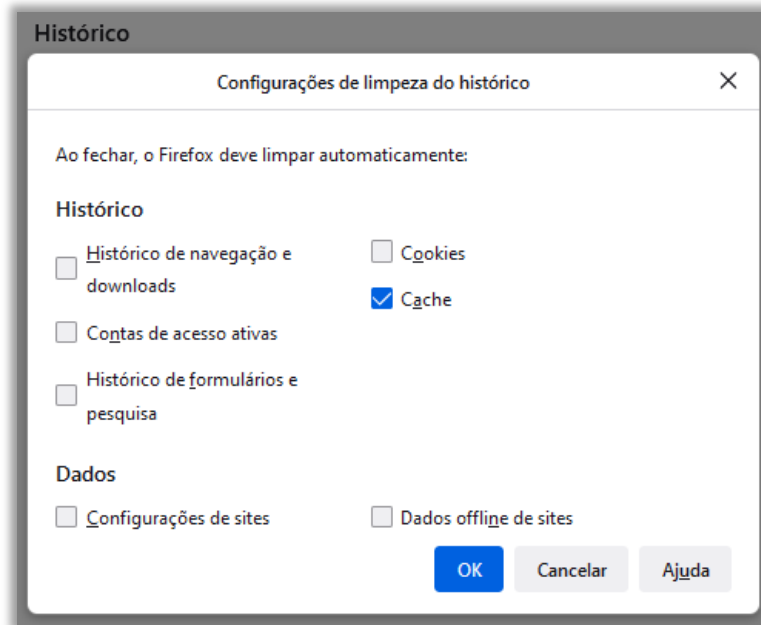 Histórico
Configurações de limpeza do histórico
Ao fechar, o Firefox deve limpar automaticamente:
Histórico
Histórico de navegação e
downloads
Cookies
Cache
Contas de acesso ativas
Histórico de formulários e
pesquisa
Dados
Configurações de sites
Dados offline de sites
OK
Cancelar
Ajuda